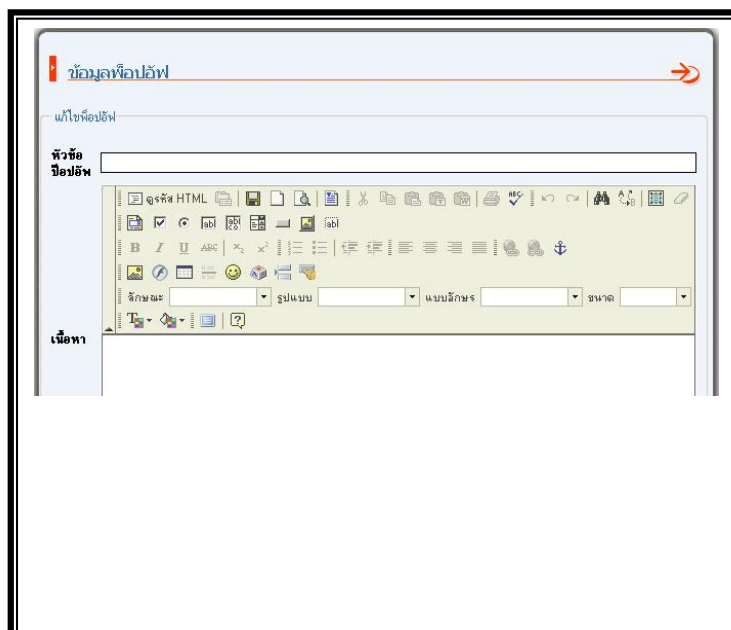 ข้อมูลพ็อปอัฟ
แก้ไขพ็อปอัฟ
หัวข้อ
ป๊อปอัพ
ดูรหัส HTML
B I U ABC x₂ x²
ลักษณะ รูปแบบ แบบอักษร ขนาด
เนื้อหา